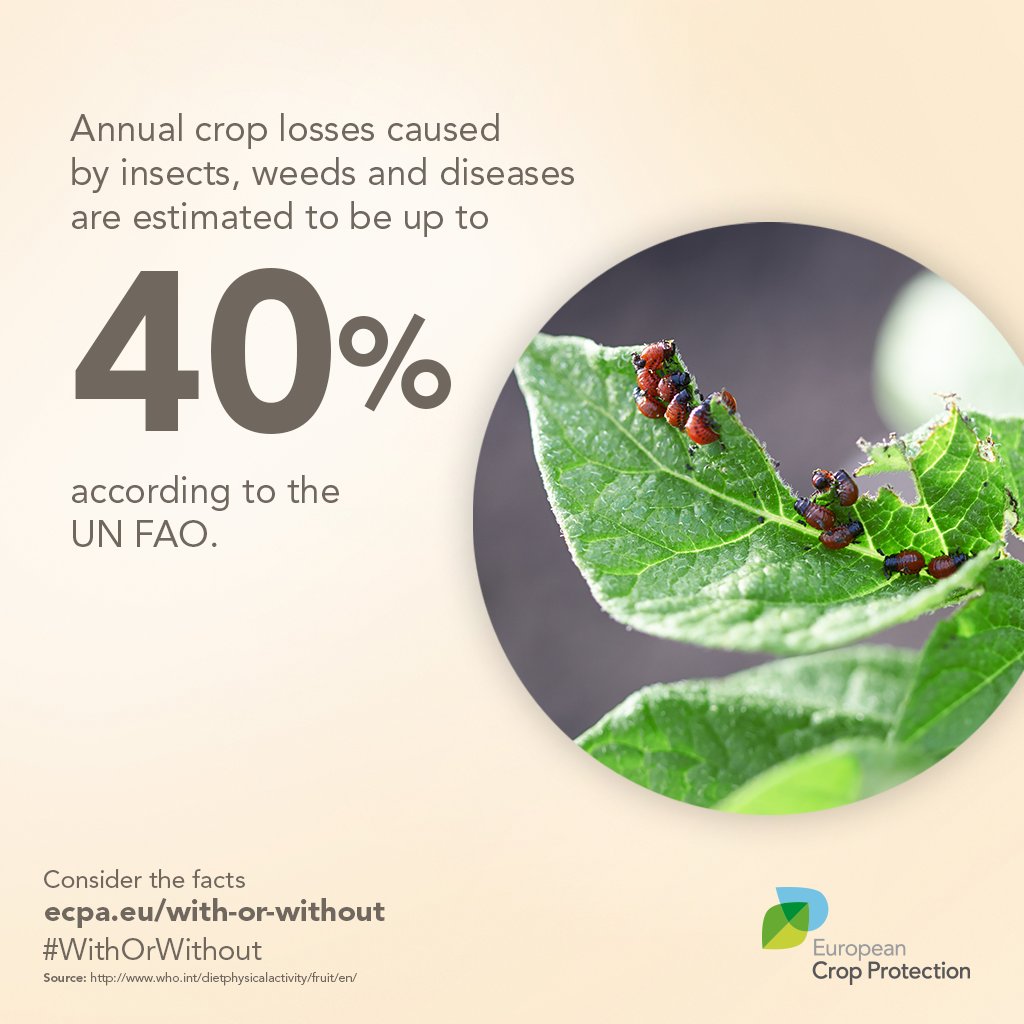 Annual crop losses caused
by insects, weeds and diseases
are estimated to be up to
40%
according to the
UN FAO.
Consider the facts
ecpa.eu/with-or-without
#WithOrWithout
Source: http://www.who.int/dietphysicalactivity/fruit/en/
European
Crop Protection